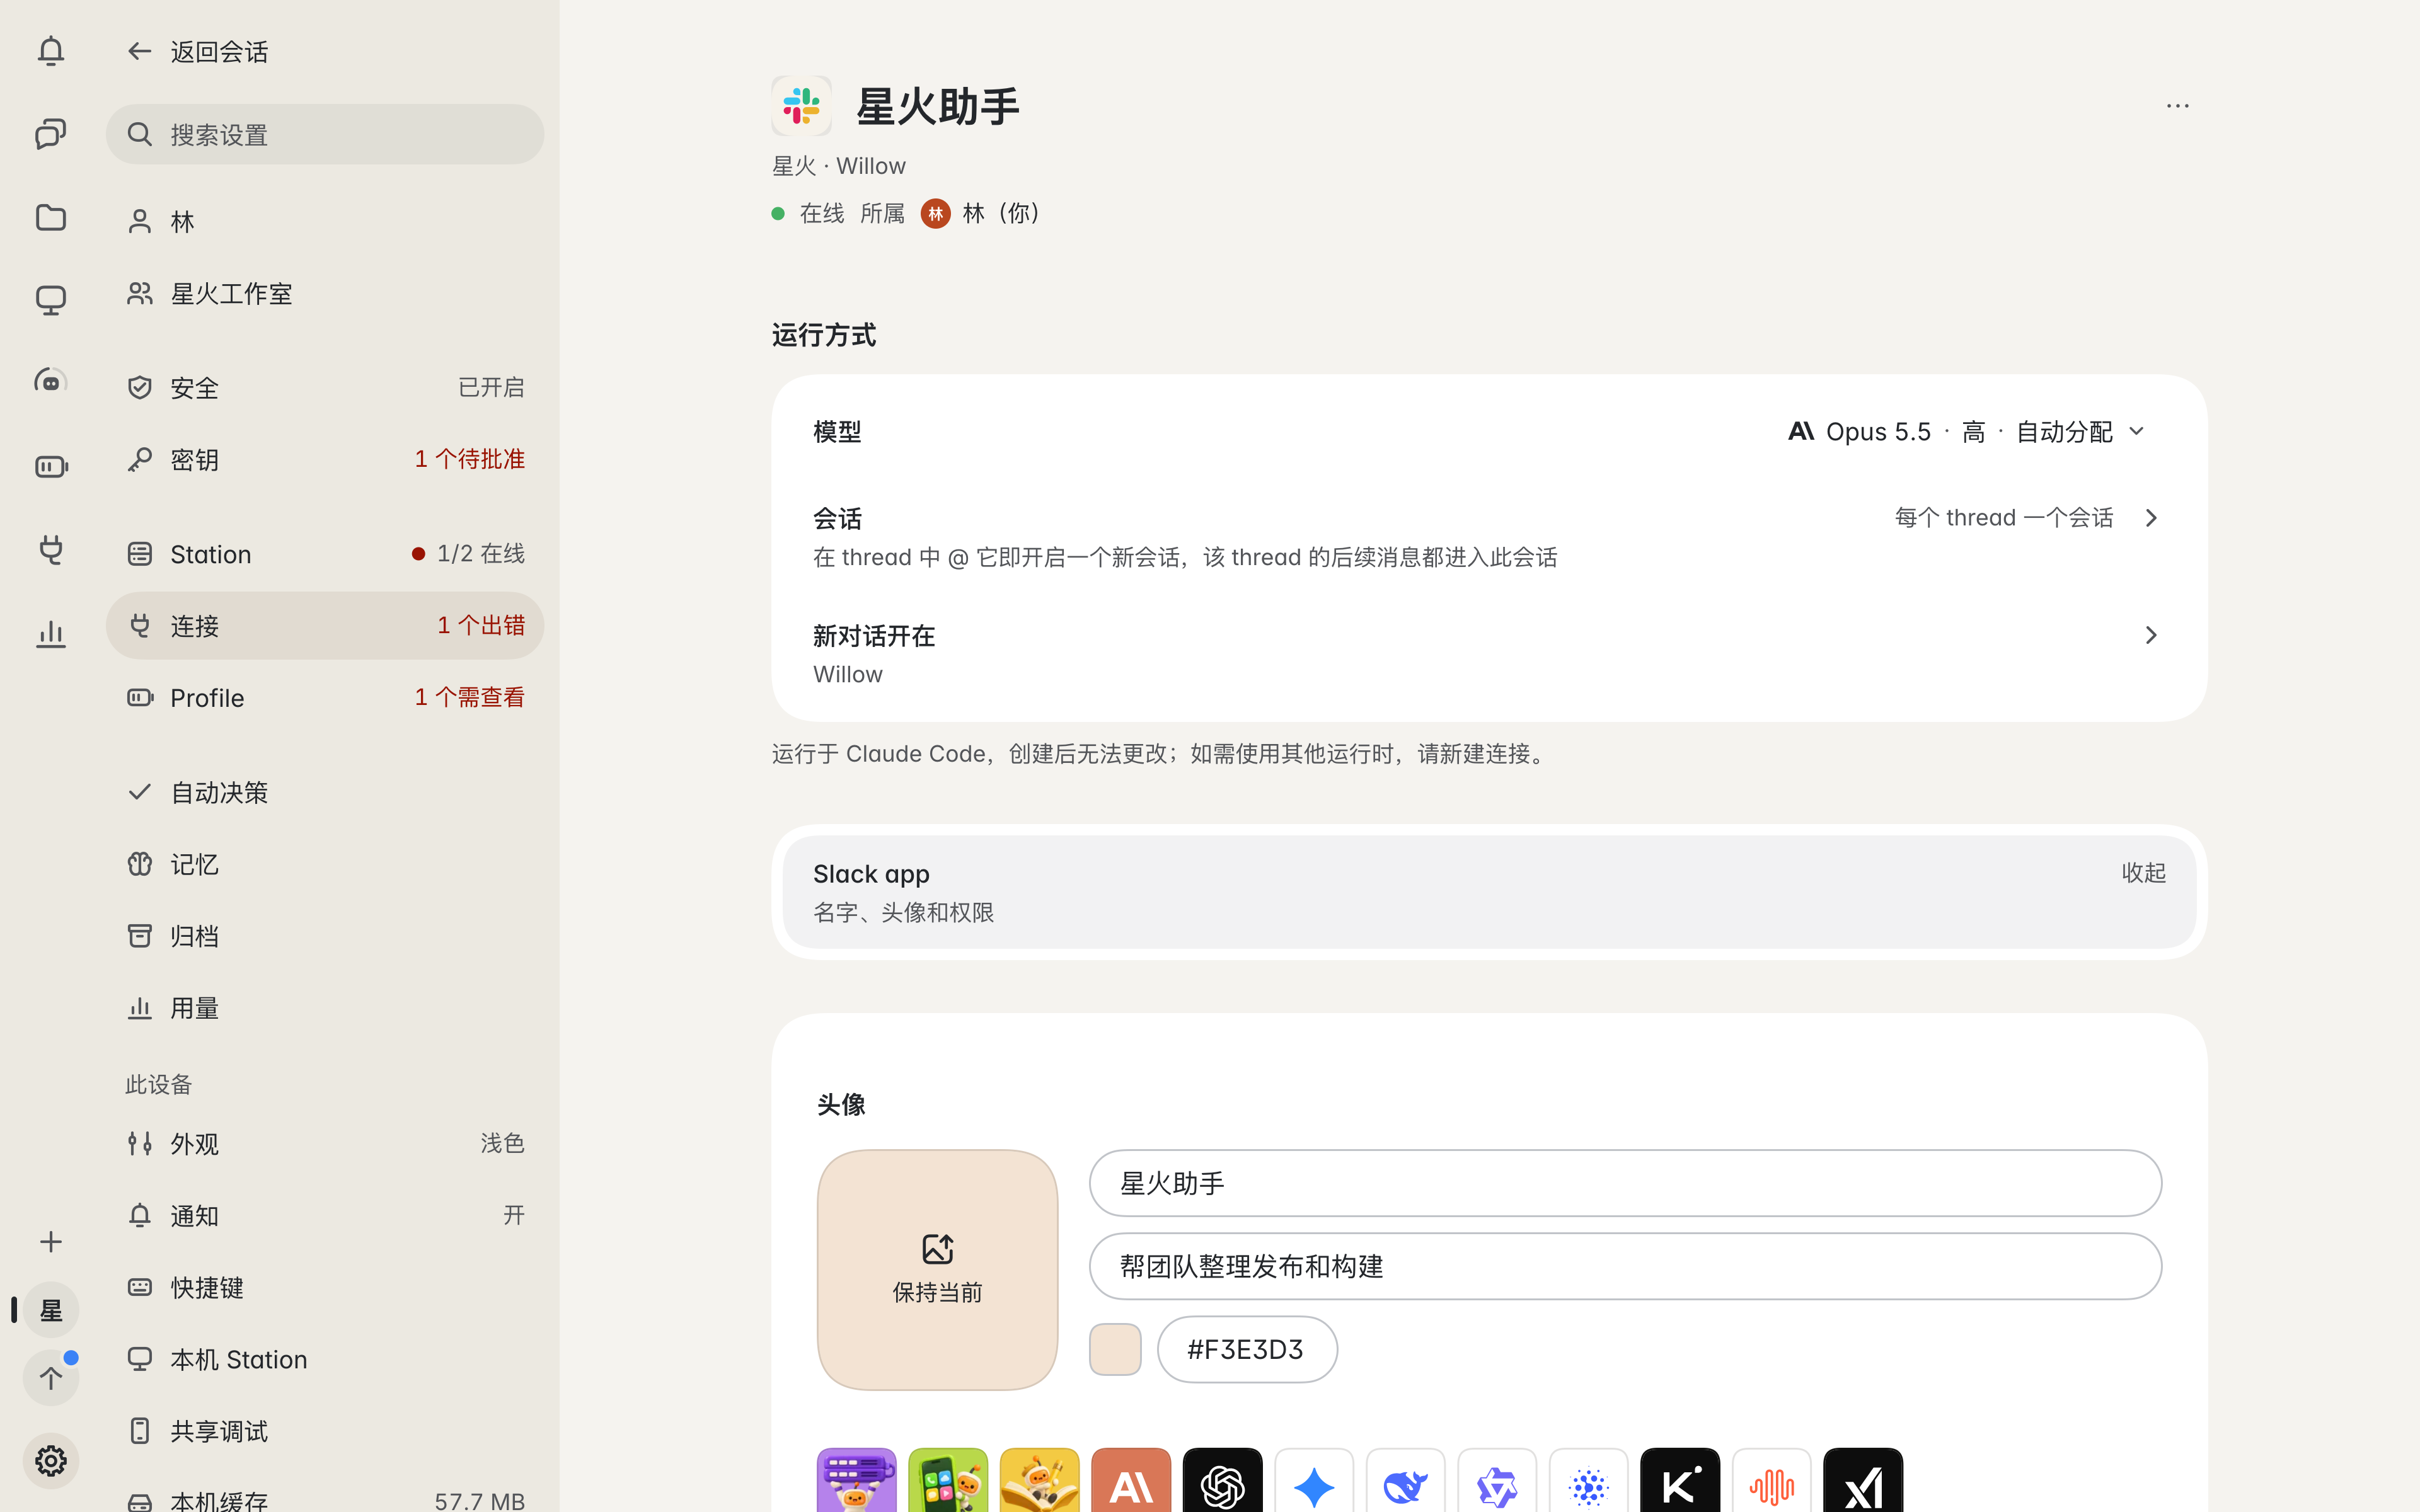 返回会话
搜索设置
林
星火工作室
安全 已开启
密钥 1 个待批准
Station 1/2 在线
连接 1 个出错
Profile 1 个需查看
自动决策
记忆
归档
用量
此设备
外观 浅色
通知 开
快捷键
本机 Station
共享调试
本机缓存 57.7 MB
星
个
星火助手
星火 · Willow
在线 所属 林 林（你）
运行方式
模型 Opus 5.5 · 高 · 自动分配
会话 每个 thread 一个会话
在 thread 中 @ 它即开启一个新会话，该 thread 的后续消息都进入此会话
新对话开在
Willow
运行于 Claude Code，创建后无法更改；如需使用其他运行时，请新建连接。
Slack app 收起
名字、头像和权限
头像
保持当前
星火助手
帮团队整理发布和构建
#F3E3D3